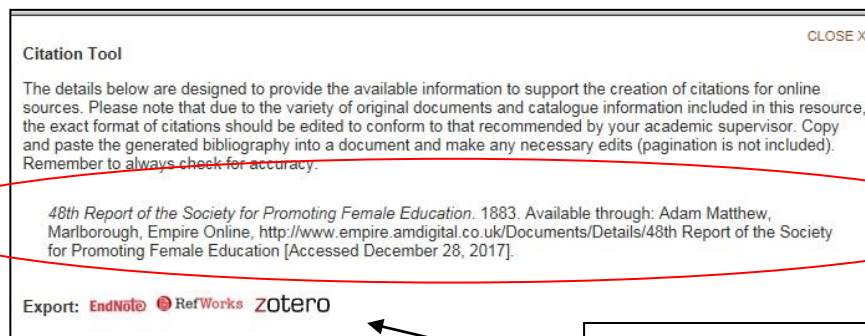 CLOSE X
Citation Tool
The details below are designed to provide the available information to support the creation of citations for online
sources. Please note that due to the variety of original documents and catalogue information included in this resource,
the exact format of citations should be edited to conform to that recommended by your academic supervisor. Copy
and paste the generated bibliography into a document and make any necessary edits (pagination is not included).
Remember to always check for accuracy.
48th Report of the Society for Promoting Female Education. 1883. Available through: Adam Matthew,
Marlborough, Empire Online, http://www.empire.amdigital.co.uk/Documents/Details/48th Report of the Society
for Promoting Female Education [Accessed December 28, 2017].
Export: EndNote RefWorks zotero